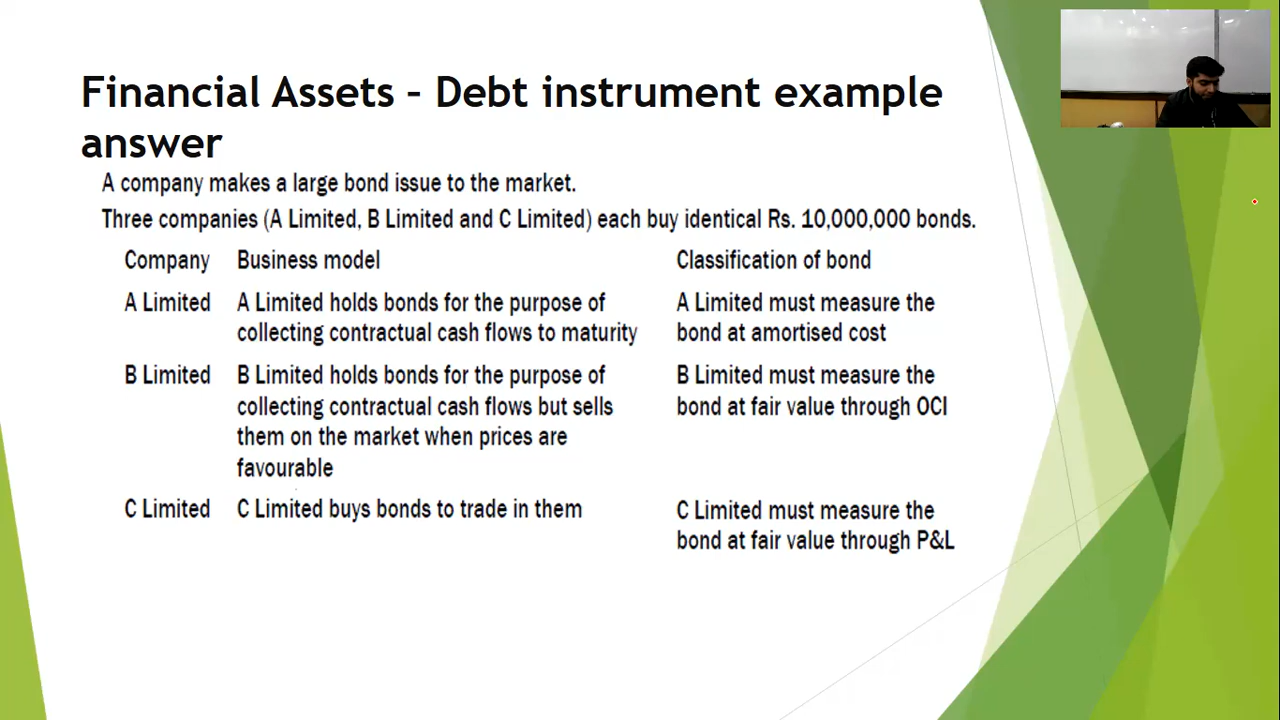 Financial Assets – Debt instrument example
answer
A company makes a large bond issue to the market.
Three companies (A Limited, B Limited and C Limited) each buy identical Rs. 10,000,000 bonds.
Company Business model Classification of bond
A Limited A Limited holds bonds for the purpose of A Limited must measure the
collecting contractual cash flows to maturity bond at amortised cost
B Limited B Limited holds bonds for the purpose of B Limited must measure the
collecting contractual cash flows but sells bond at fair value through OCI
them on the market when prices are
favourable
C Limited C Limited buys bonds to trade in them C Limited must measure the
bond at fair value through P&L